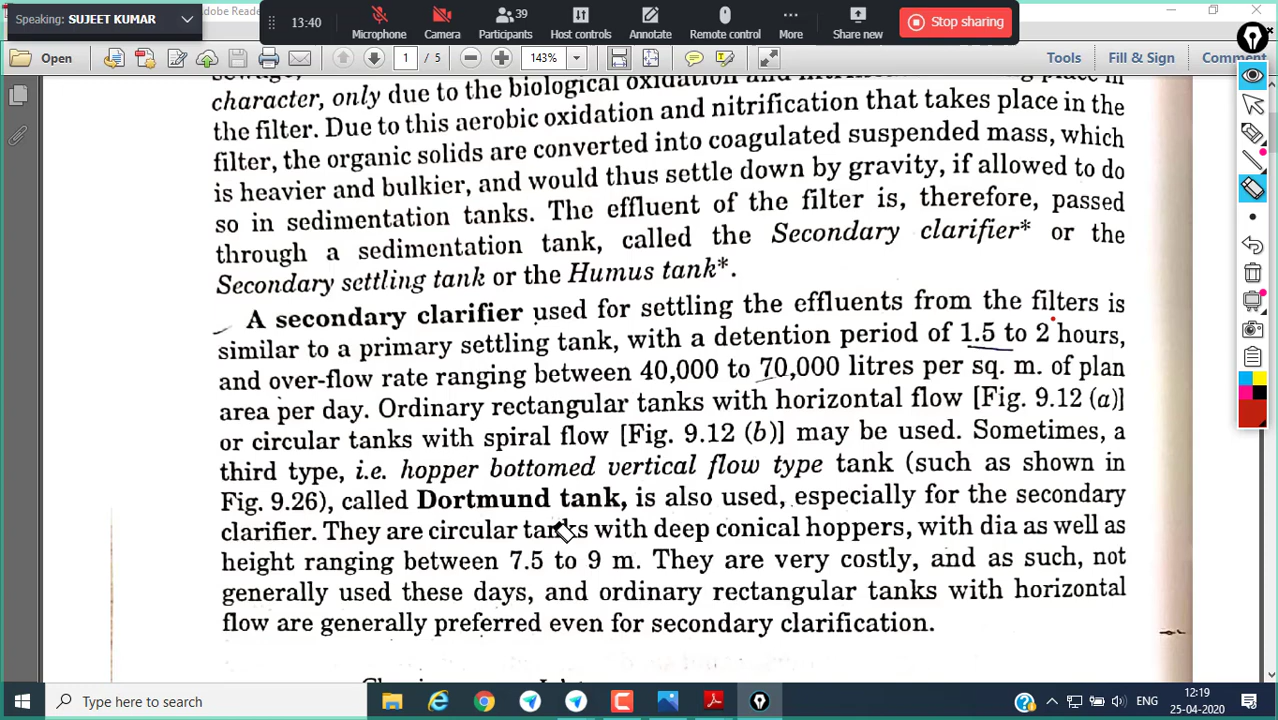 Speaking: SUJEET KUMAR
13:40
39
Microphone
Camera
Participants
Host controls
Annotate
Remote control
More
Share new
Stop sharing
Adobe Reade
Open
1 / 5
143%
Tools
Fill & Sign
Comment
character, only due to the biological oxidation and
the filter. Due to this aerobic oxidation and nitrification that takes place in the
filter, the organic solids are converted into coagulated suspended mass, which
is heavier and bulkier, and would thus settle down by gravity, if allowed to do
so in sedimentation tanks. The effluent of the filter is, therefore, passed
through a sedimentation tank, called the Secondary clarifier* or the
Secondary settling tank or the Humus tank*.
A secondary clarifier used for settling the effluents from the filters is
similar to a primary settling tank, with a detention period of 1.5 to 2 hours,
and over-flow rate ranging between 40,000 to 70,000 litres per sq. m. of plan
area per day. Ordinary rectangular tanks with horizontal flow [Fig. 9.12 (a)]
or circular tanks with spiral flow [Fig. 9.12 (b)] may be used. Sometimes, a
third type, i.e. hopper bottomed vertical flow type tank (such as shown in
Fig. 9.26), called Dortmund tank, is also used, especially for the secondary
clarifier. They are circular tanks with deep conical hoppers, with dia as well as
height ranging between 7.5 to 9 m. They are very costly, and as such, not
generally used these days, and ordinary rectangular tanks with horizontal
flow are generally preferred even for secondary clarification.
Type here to search
ENG
12:19
25-04-2020